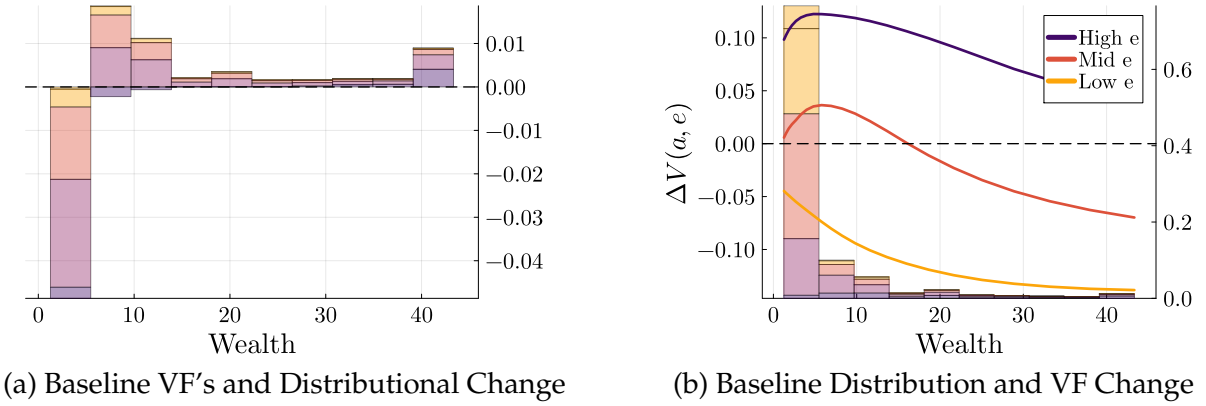 0.01
0.00
−0.01
−0.02
−0.03
−0.04
0 10 20 30 40
Wealth
(a) Baseline VF's and Distributional Change
ΔV(a, e)
0.10
0.05
0.00
−0.05
−0.10
High e
Mid e
Low e
0.6
0.4
0.2
0.0
0 10 20 30 40
Wealth
(b) Baseline Distribution and VF Change